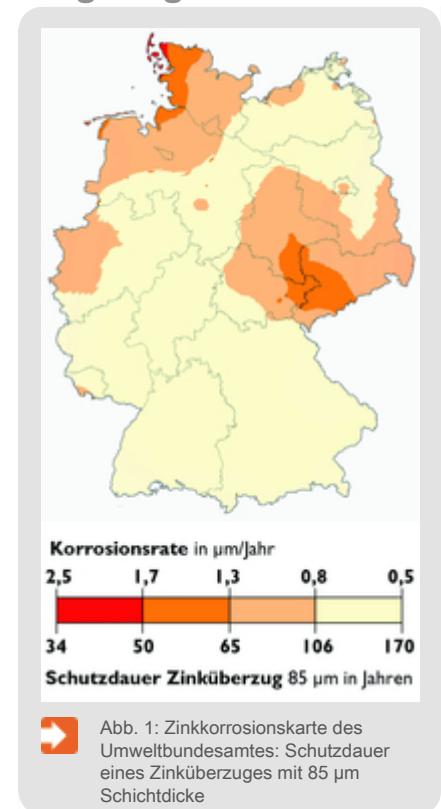 Korrosionsrate in µm/Jahr
2,5 1,7 1,3 0,8 0,5
34 50 65 106 170
Schutzdauer Zinküberzug 85 µm in Jahren
Abb. 1: Zinkkorrosionskarte des
Umweltbundesamtes: Schutzdauer
eines Zinküberzuges mit 85 µm
Schichtdicke